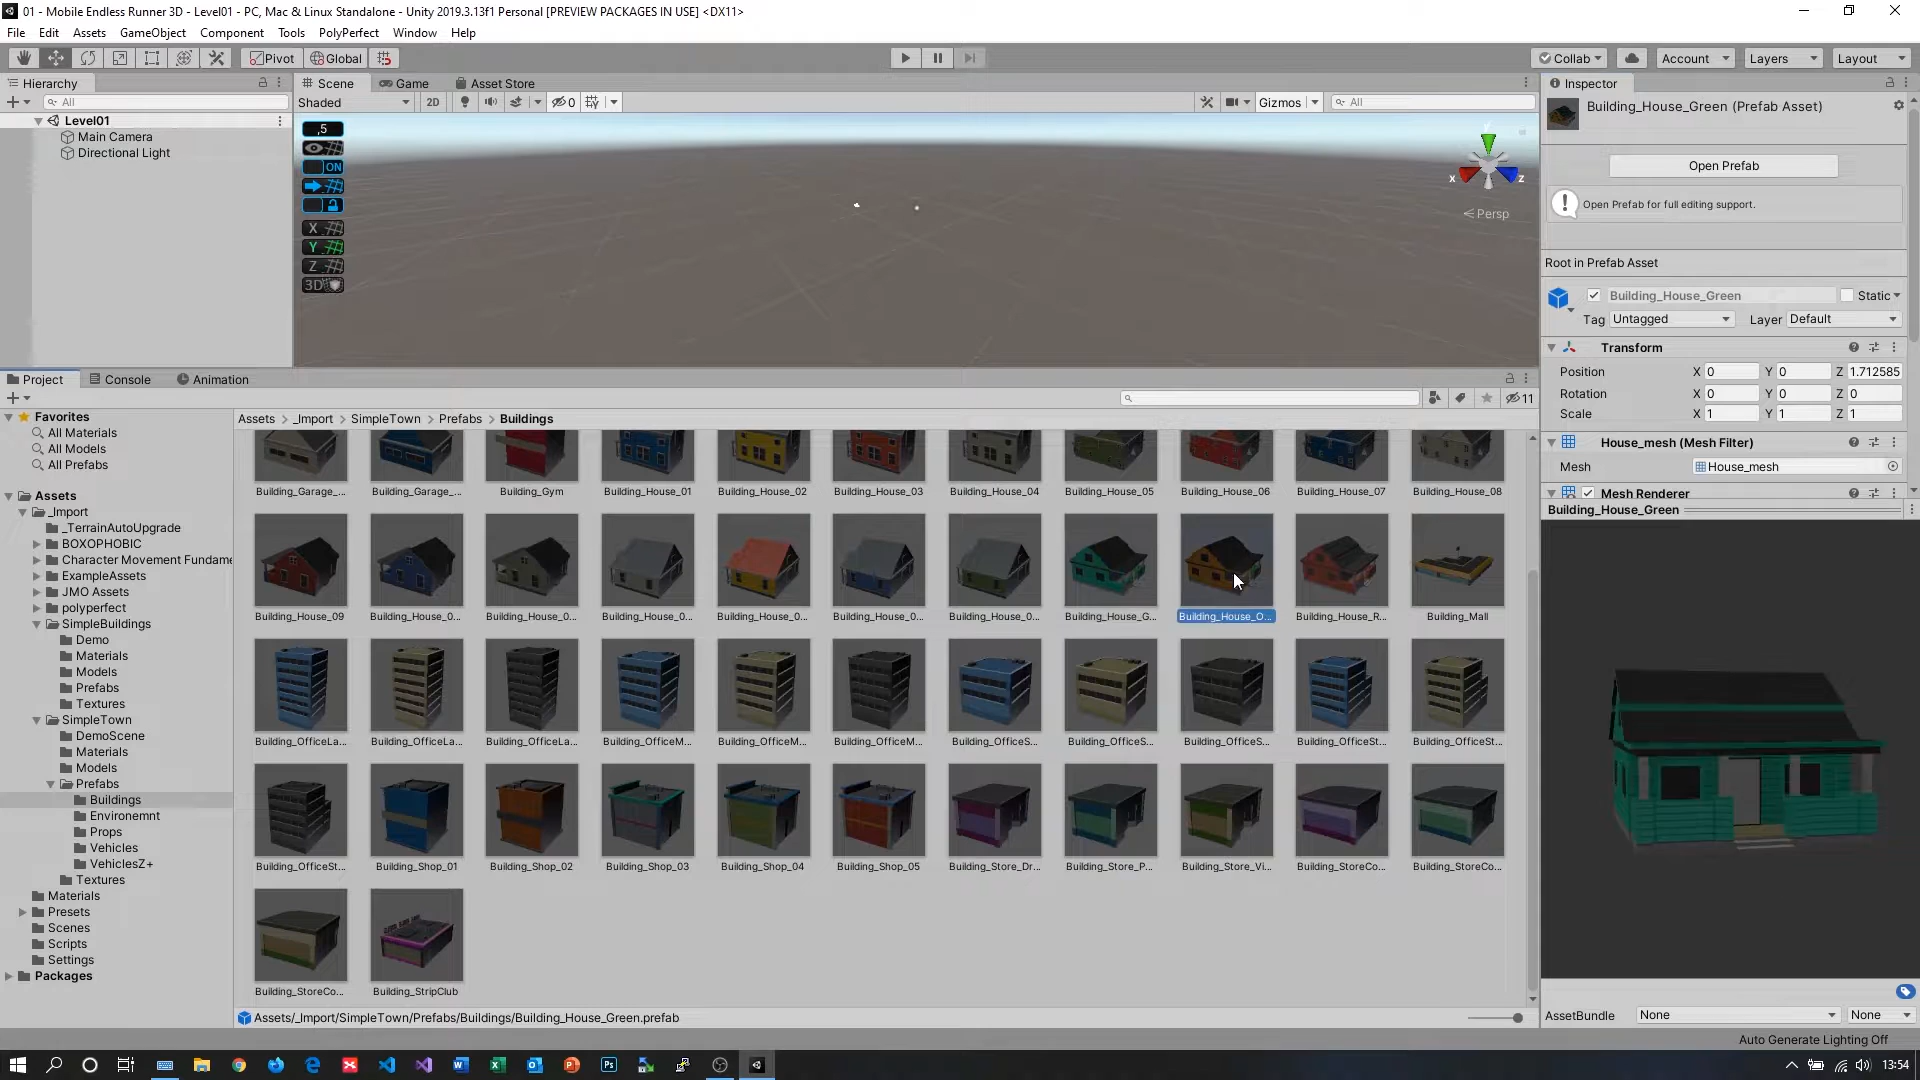 01 - Mobile Endless Runner 3D - Level01 - PC, Mac & Linux Standalone - Unity 2019.3.13f1 Personal [PREVIEW PACKAGES IN USE] <DX11>
File Edit Assets GameObject Component Tools PolyPerfect Window Help
Pivot Global Collab Account Layers Layout
Hierarchy Scene Game Asset Store Inspector
All Shaded 2D 0 Gizmos All
Building_House_Green (Prefab Asset)
Level01
Main Camera
Directional Light
,5
ON
X
Y
Z
3D
x z
Persp
Open Prefab
Open Prefab for full editing support.
Root in Prefab Asset
Building_House_Green Static
Tag Untagged Layer Default
Transform
Position X 0 Y 0 Z 1.712585
Rotation X 0 Y 0 Z 0
Scale X 1 Y 1 Z 1
House_mesh (Mesh Filter)
Mesh House_mesh
Mesh Renderer
Building_House_Green
Project Console Animation
11
Favorites
All Materials
All Models
All Prefabs
Assets
_Import
_TerrainAutoUpgrade
BOXOPHOBIC
Character Movement Fundame
ExampleAssets
JMO Assets
polyperfect
SimpleBuildings
Demo
Materials
Models
Prefabs
Textures
SimpleTown
DemoScene
Materials
Models
Prefabs
Buildings
Environemnt
Props
Vehicles
VehiclesZ+
Textures
Materials
Presets
Scenes
Scripts
Settings
Packages
Assets > _Import > SimpleTown > Prefabs > Buildings
Building_Garage_... Building_Garage_... Building_Gym Building_House_01 Building_House_02 Building_House_03 Building_House_04 Building_House_05 Building_House_06 Building_House_07 Building_House_08
Building_House_09 Building_House_0... Building_House_0... Building_House_0... Building_House_0... Building_House_0... Building_House_0... Building_House_G... Building_House_O... Building_House_R... Building_Mall
Building_OfficeLa... Building_OfficeLa... Building_OfficeLa... Building_OfficeM... Building_OfficeM... Building_OfficeM... Building_OfficeS... Building_OfficeS... Building_OfficeS... Building_OfficeSt... Building_OfficeSt...
Building_OfficeSt... Building_Shop_01 Building_Shop_02 Building_Shop_03 Building_Shop_04 Building_Shop_05 Building_Store_Dr... Building_Store_P... Building_Store_Vi... Building_StoreCo... Building_StoreCo...
Building_StoreCo... Building_StripClub
Assets/_Import/SimpleTown/Prefabs/Buildings/Building_House_Green.prefab
AssetBundle None None
Auto Generate Lighting Off
13:54